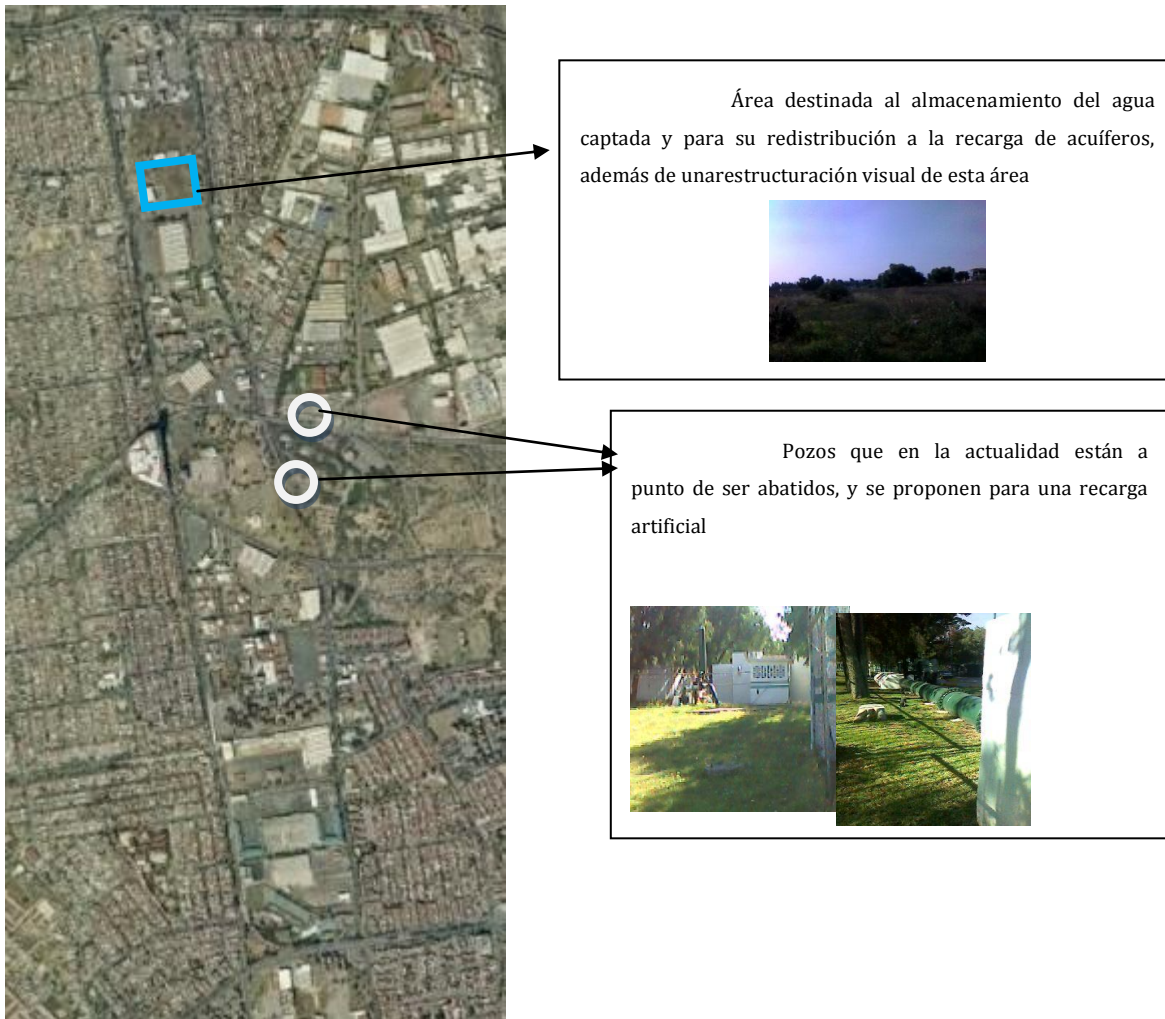 Área destinada al almacenamiento del agua
captada y para su redistribución a la recarga de acuíferos,
además de unarestructuración visual de esta área
Pozos que en la actualidad están a
punto de ser abatidos, y se proponen para una recarga
artificial